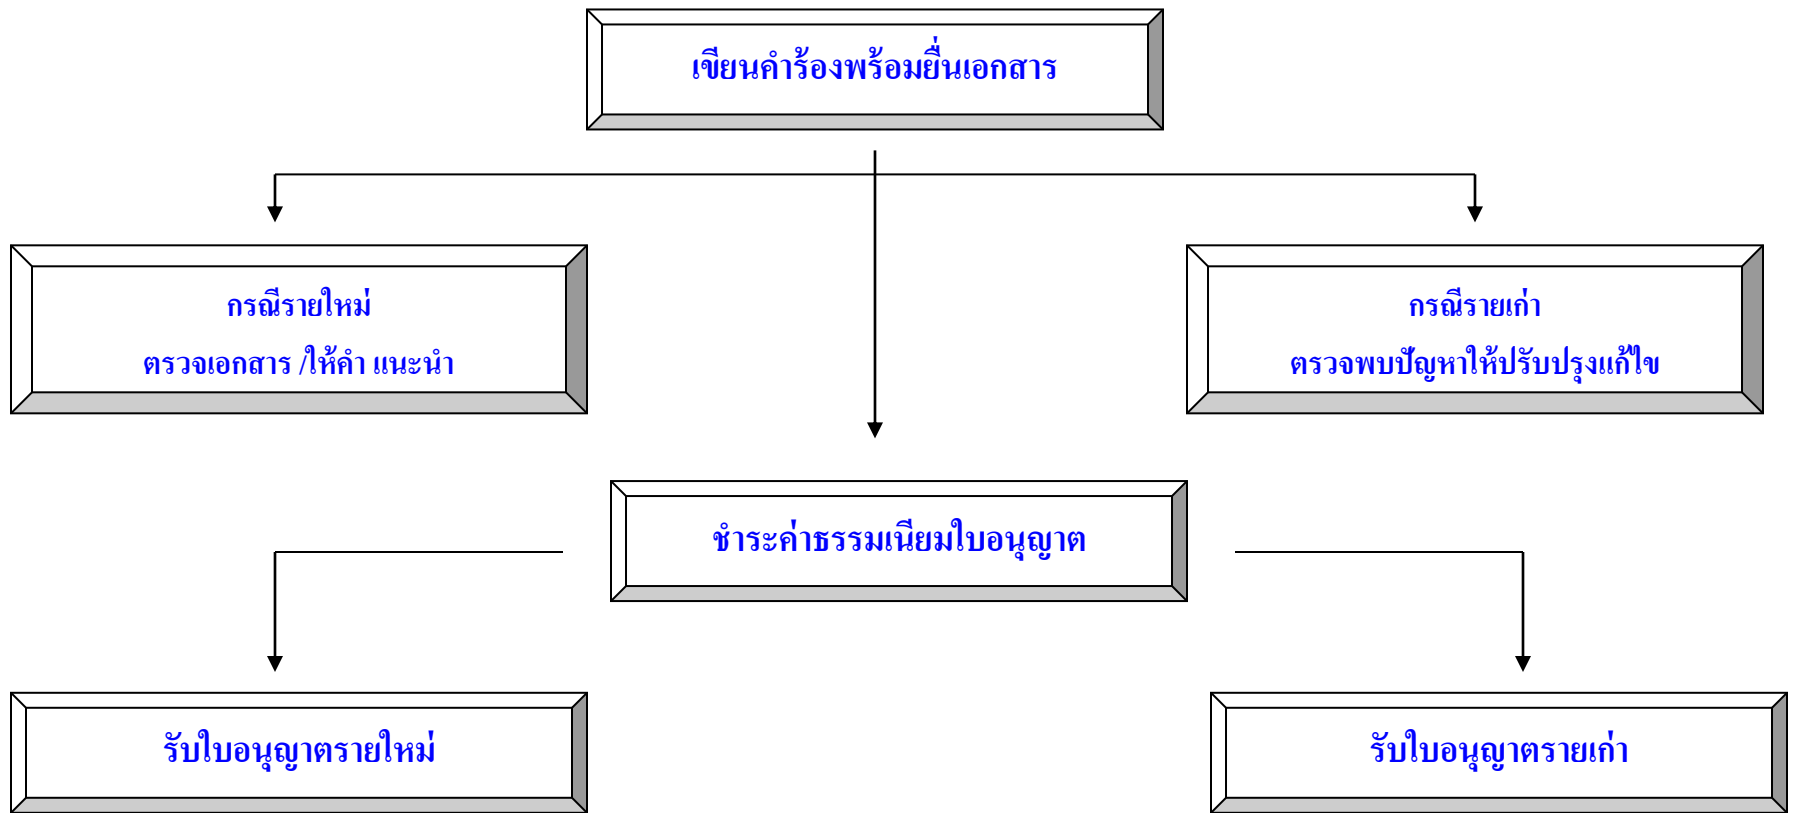 เขียนคำร้องพร้อมยื่นเอกสาร
กรณีรายใหม่
ตรวจเอกสาร /ให้คำ แนะนำ
กรณีรายเก่า
ตรวจพบปัญหาให้ปรับปรุงแก้ไข
ชำระค่าธรรมเนียมใบอนุญาต
รับใบอนุญาตรายใหม่
รับใบอนุญาตรายเก่า